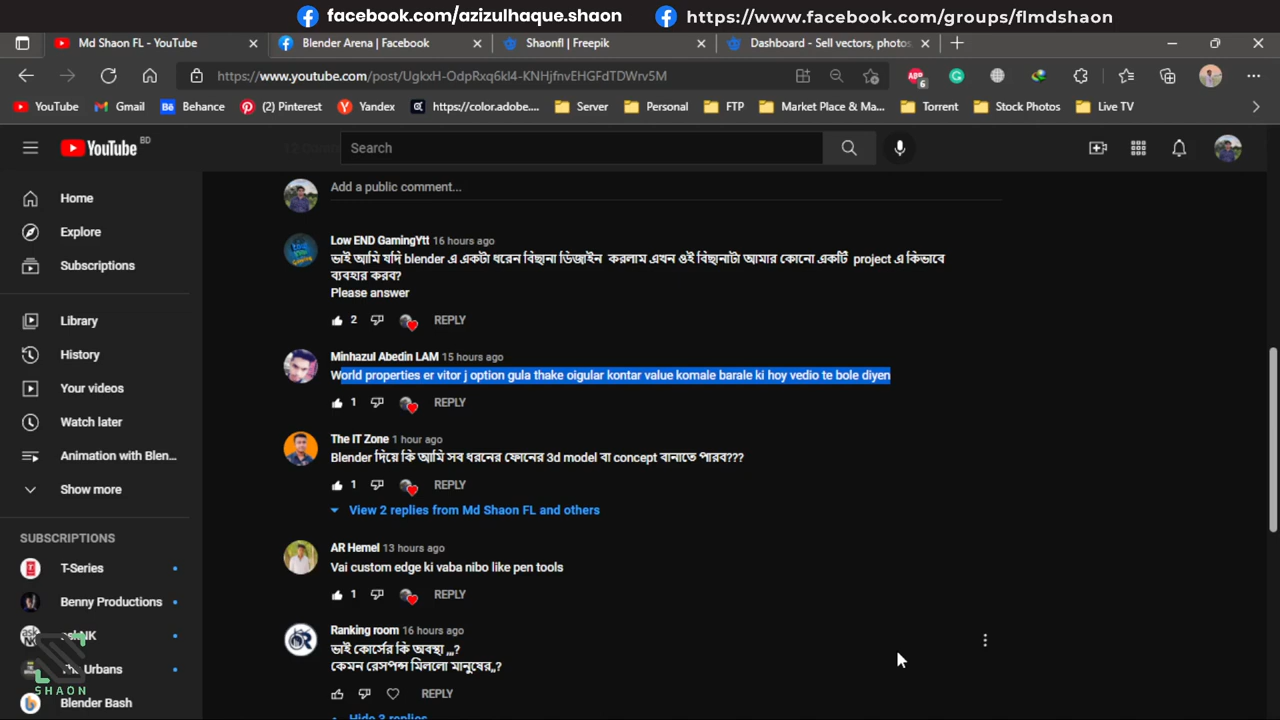 facebook.com/azizulhaque.shaon https://www.facebook.com/groups/flmdshaon
Md Shaon FL - YouTube Blender Arena | Facebook Shaonfl | Freepik Dashboard - Sell vectors, photos,
https://www.youtube.com/post/UgkxH-OdpRxq6kl4-KNHjfnvEHGFdTDWrv5M 6
YouTube Gmail Behance (2) Pinterest Yandex https://color.adobe.... Server Personal FTP Market Place & Ma... Torrent Stock Photos Live TV
YouTube BD Search
Home
Explore
Subscriptions
Library
History
Your videos
Watch later
Animation with Blen...
Show more
SUBSCRIPTIONS
T-Series
Benny Productions
askNK
The Urbans
Blender Bash
SHAON
Add a public comment...
Low END GamingYtt 16 hours ago
ভাই আমি যদি blender এ একটা ধরেন বিছানা ডিজাইন করলাম এখন ওই বিছানাটা আমার কোনো একটি project এ কিভাবে
ব্যবহার করব?
Please answer
2 REPLY
Minhazul Abedin LAM 15 hours ago
World properties er vitor j option gula thake oigular kontar value komale barale ki hoy vedio te bole diyen
1 REPLY
The IT Zone 1 hour ago
Blender দিয়ে কি আমি সব ধরনের ফোনের 3d model বা concept বানাতে পারব???
1 REPLY
View 2 replies from Md Shaon FL and others
AR Hemel 13 hours ago
Vai custom edge ki vaba nibo like pen tools
1 REPLY
Ranking room 16 hours ago
ভাই কোর্সের কি অবস্থা ,,,?
কেমন রেসপন্স মিললো মানুষের,,?
REPLY
Hide 3 replies